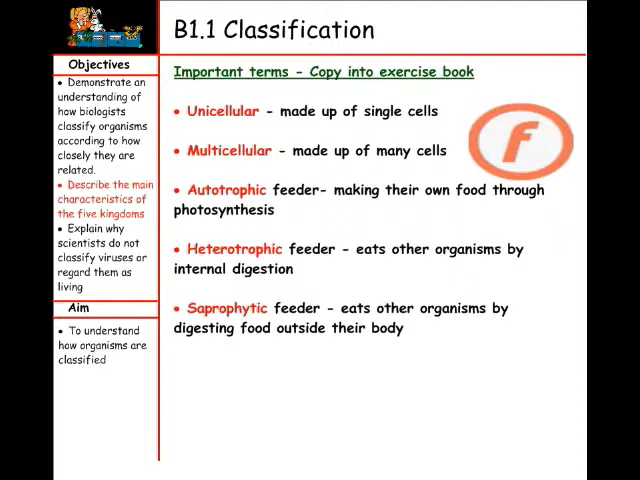 B1.1 Classification
Objectives
• Demonstrate an
understanding of
how biologists
classify organisms
according to how
closely they are
related.
• Describe the main
characteristics of
the five kingdoms
• Explain why
scientists do not
classify viruses or
regard them as
living
Aim
• To understand
how organisms are
classified
Important terms - Copy into exercise book
• Unicellular - made up of single cells
• Multicellular - made up of many cells
• Autotrophic feeder- making their own food through
photosynthesis
• Heterotrophic feeder - eats other organisms by
internal digestion
• Saprophytic feeder - eats other organisms by
digesting food outside their body
f